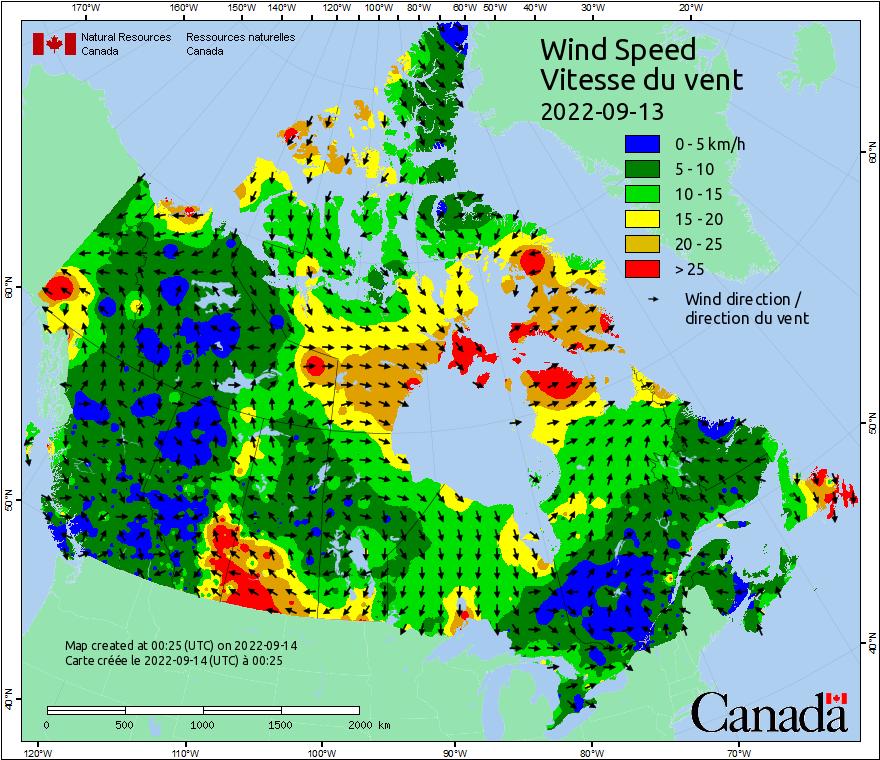 170°W 160°W 150°W 140°W 130°W 120°W 110°W 100°W 90°W 80°W 70°W 60°W 50°W 40°W 30°W 20°W
Natural Resources Ressources naturelles
Canada Canada
Wind Speed
Vitesse du vent
2022-09-13
0 - 5 km/h
5 - 10
10 - 15
15 - 20
20 - 25
> 25
Wind direction /
direction du vent
60°N
60°N
50°N
50°N
40°N
40°N
Map created at 00:25 (UTC) on 2022-09-14
Carte créée le 2022-09-14 (UTC) à 00:25
0 500 1000 1500 2000 km
Canada
120°W 110°W 100°W 90°W 80°W 70°W